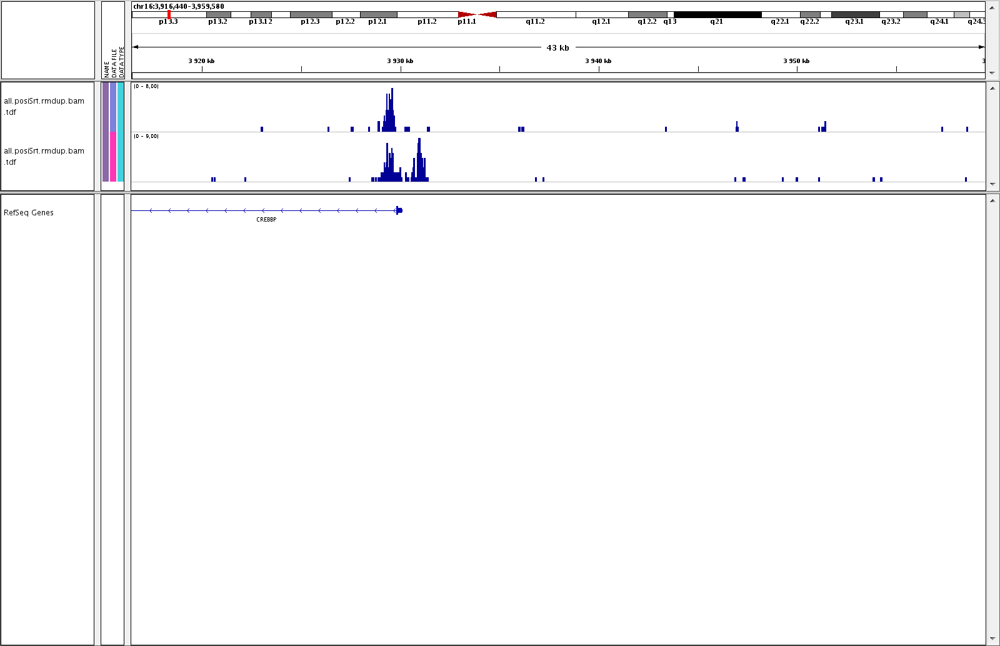 chr16:3,916,440-3,959,580
p13.3 p13.2 p13.12 p12.3 p12.2 p12.1 p11.2 p11.1 q11.2 q12.1 q12.2 q13 q21 q22.1 q22.2 q23.1 q23.2 q24.1 q24.3
43 kb
3 920 kb 3 930 kb 3 940 kb 3 950 kb 3
NAME
DATA FILE
DATA TYPE
[0 - 8,00]
all.posiSrt.rmdup.bam
.tdf
[0 - 9,00]
all.posiSrt.rmdup.bam
.tdf
RefSeq Genes
CREBBP